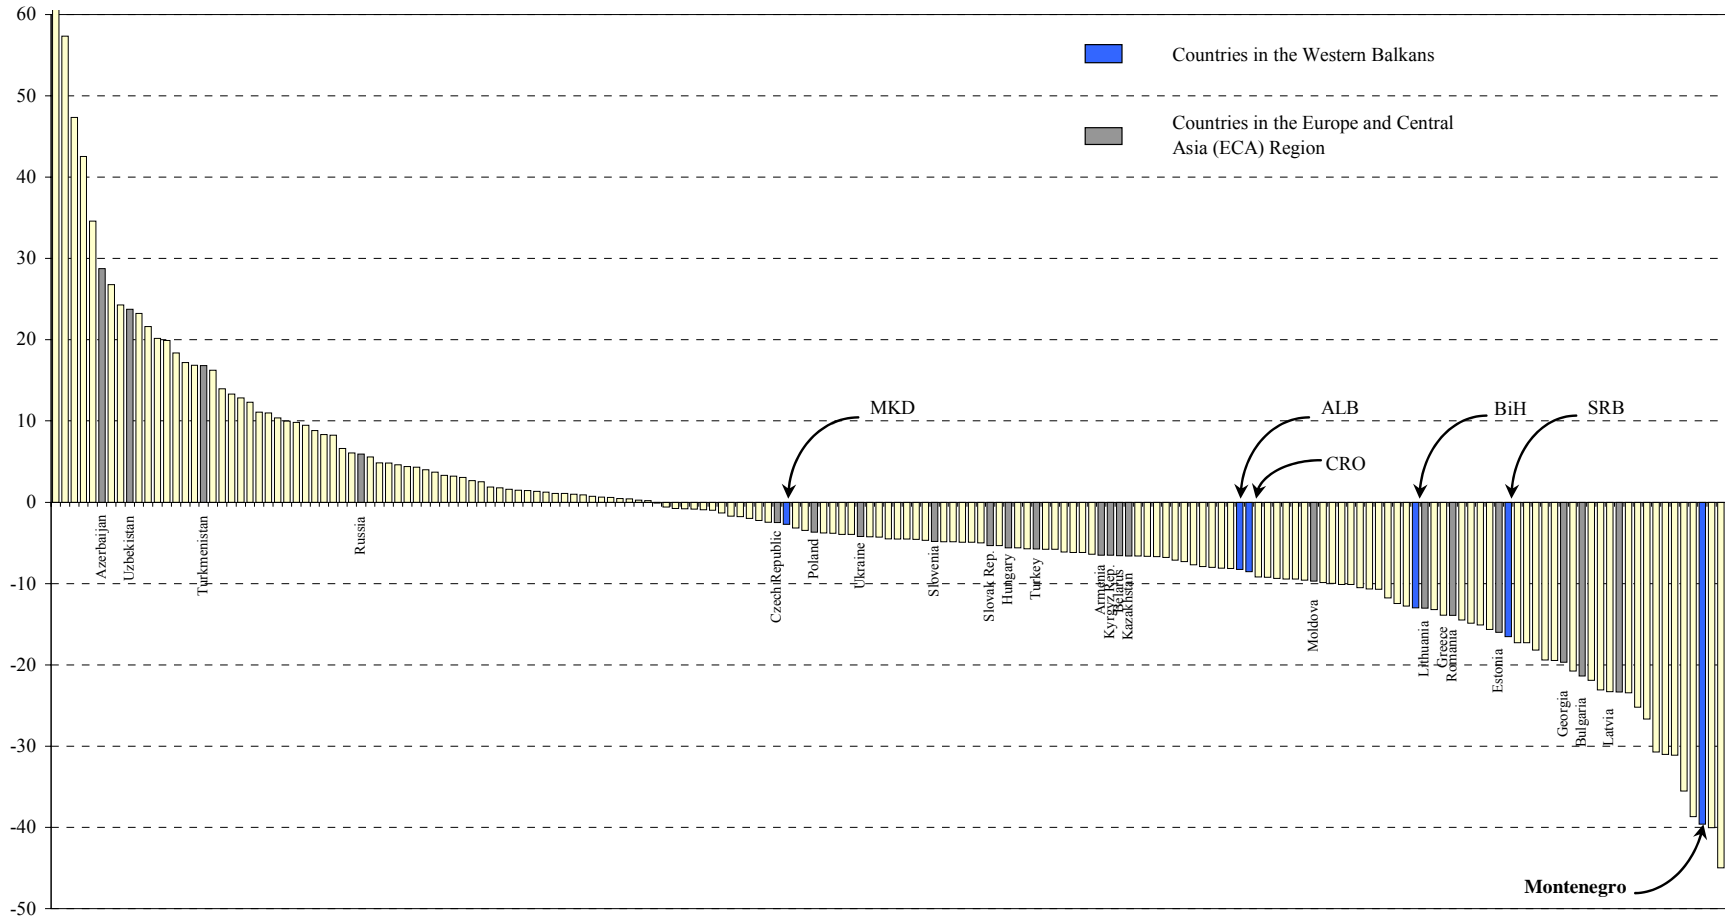 60
50
40
30
20
10
0
-10
-20
-30
-40
-50
Countries in the Western Balkans
Countries in the Europe and Central
Asia (ECA) Region
MKD
ALB
CRO
BiH
SRB
Montenegro
Azerbaijan
Uzbekistan
Turkmenistan
Russia
Czech Republic
Poland
Ukraine
Slovenia
Slovak Rep.
Hungary
Turkey
Armenia
Kyrgyz Rep.
Belarus
Kazakhstan
Moldova
Lithuania
Greece
Romania
Estonia
Georgia
Bulgaria
Latvia